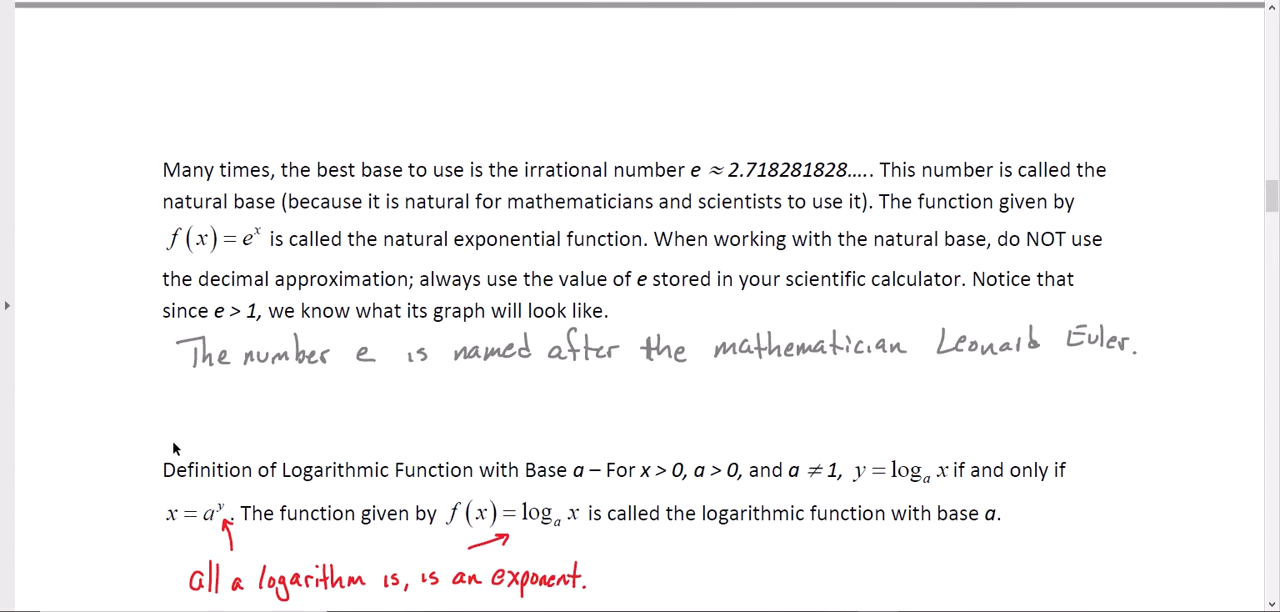 Many times, the best base to use is the irrational number e ≈ 2.718281828..... This number is called the
natural base (because it is natural for mathematicians and scientists to use it). The function given by
f(x) = eˣ is called the natural exponential function. When working with the natural base, do NOT use
the decimal approximation; always use the value of e stored in your scientific calculator. Notice that
since e > 1, we know what its graph will look like.
The number e is named after the mathematician Leonard Euler.
Definition of Logarithmic Function with Base a – For x > 0, a > 0, and a ≠ 1, y = logₐ x if and only if
x = aʸ. The function given by f(x) = logₐ x is called the logarithmic function with base a.
all a logarithm is, is an exponent.